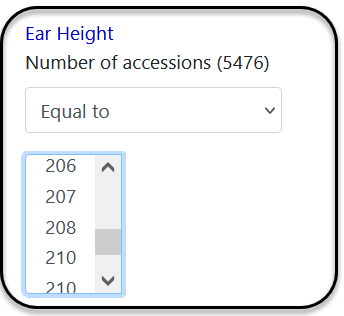 Ear Height
Number of accessions (5476)
Equal to
206
207
208
210
210